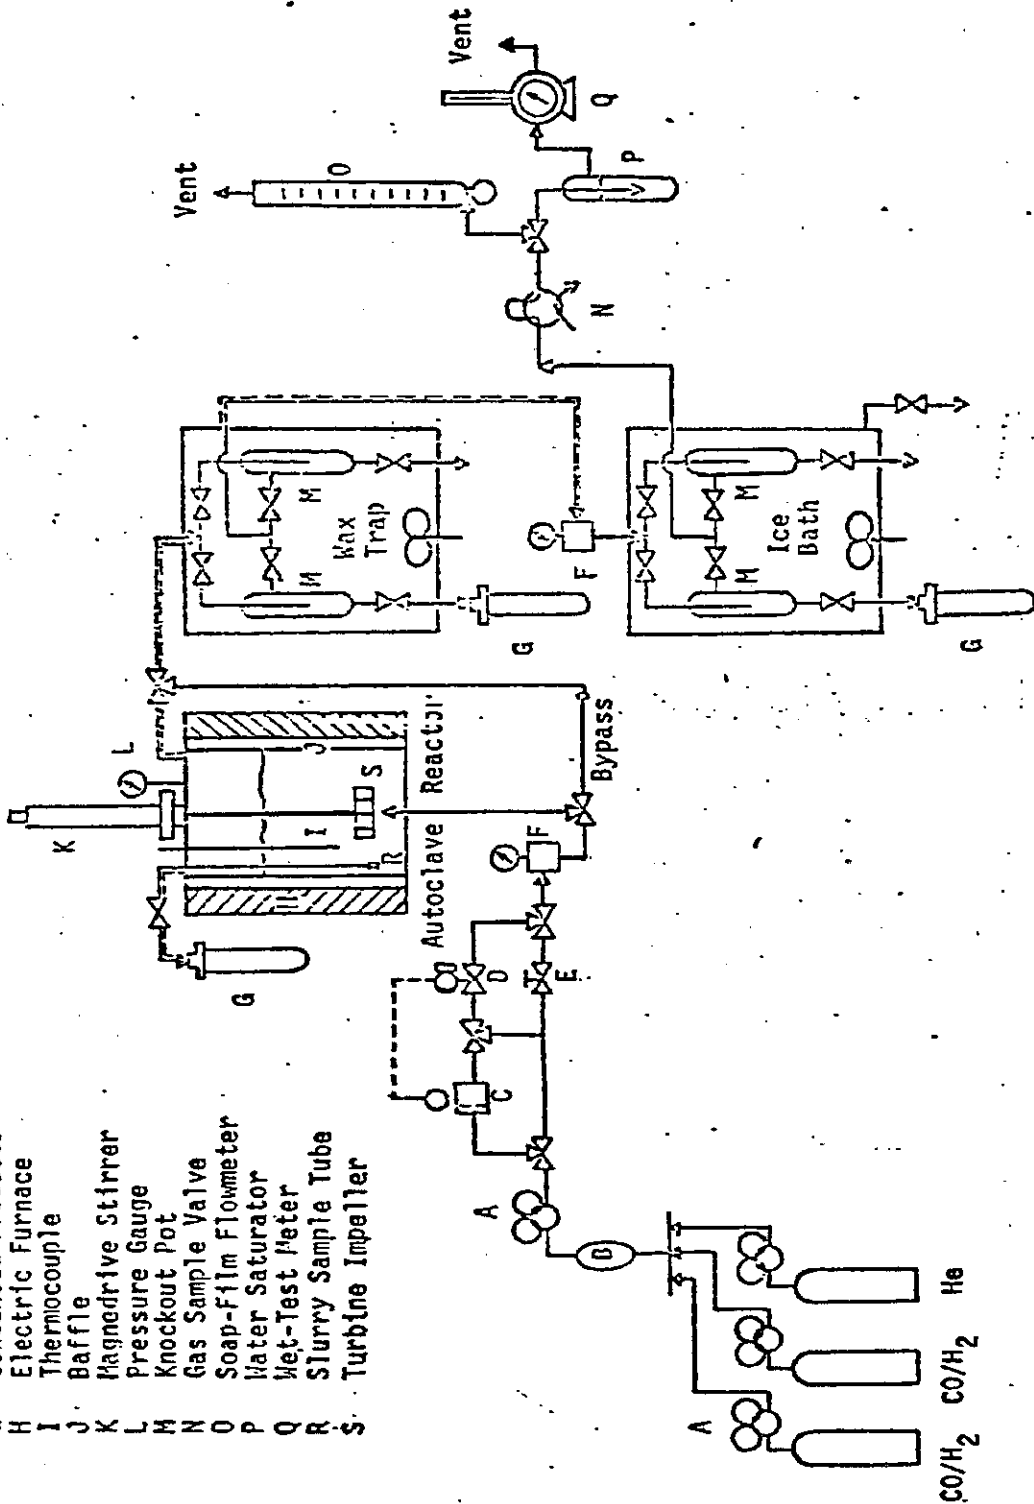 H Electric Furnace
I Thermocouple
J Baffle
K Magnedrive Stirrer
L Pressure Gauge
M Knockout Pot
N Gas Sample Valve
O Soap-Film Flowmeter
P Water Saturator
Q Wet-Test Meter
R Slurry Sample Tube
S Turbine Impeller
CO/H2
CO/H2
He
A
B
A
C
D
E
F
Bypass
Autoclave Reactor
G
K
L
H
I
J
R
S
Wax
Trap
M
M
G
F
Ice
Bath
M
M
G
N
O
Vent
P
Q
Vent